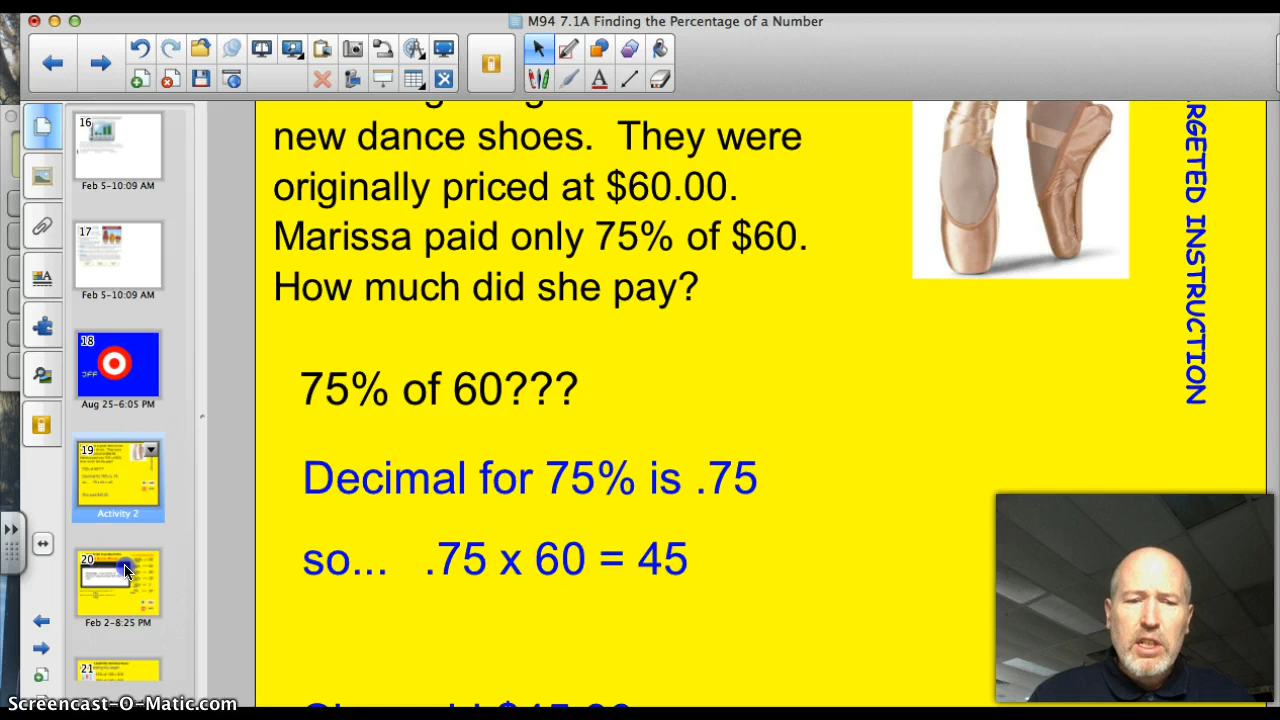 M94 7.1A Finding the Percentage of a Number
16
Feb 5-10:09 AM
17
Feb 5-10:09 AM
18
JFF
Aug 25-6:05 PM
19
Activity 2
20
Feb 2-8:25 PM
21
new dance shoes. They were
originally priced at $60.00.
Marissa paid only 75% of $60.
How much did she pay?
75% of 60???
Decimal for 75% is .75
so... .75 x 60 = 45
RGETED INSTRUCTION
Screencast-O-Matic.com